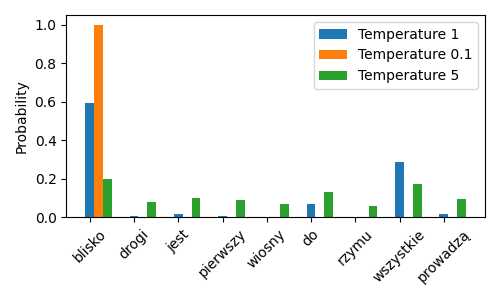 1.0
0.8
0.6
0.4
0.2
0.0
Probability
Temperature 1
Temperature 0.1
Temperature 5
blisko
drogi
jest
pierwszy
wiosny
do
rzymu
wszystkie
prowadzą